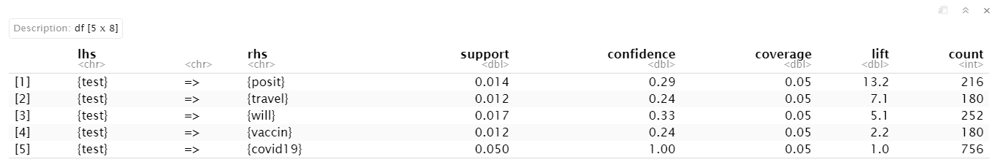 Description: df [5 x 8]
lhs rhs support confidence coverage lift count
<chr> <chr> <chr> <dbl> <dbl> <dbl> <dbl> <int>
[1] {test} => {posit} 0.014 0.29 0.05 13.2 216
[2] {test} => {travel} 0.012 0.24 0.05 7.1 180
[3] {test} => {will} 0.017 0.33 0.05 5.1 252
[4] {test} => {vaccin} 0.012 0.24 0.05 2.2 180
[5] {test} => {covid19} 0.050 1.00 0.05 1.0 756